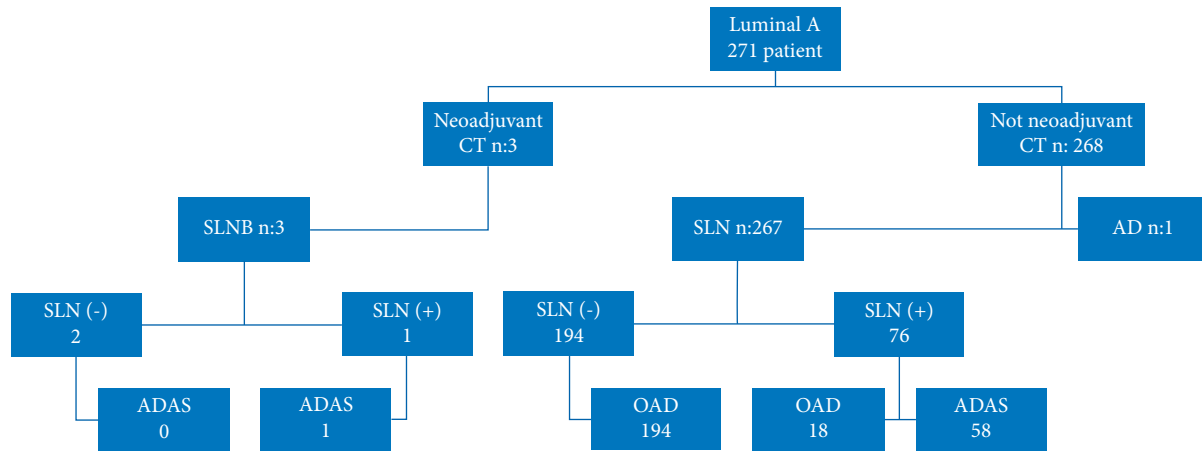 Luminal A
271 patient
Neoadjuvant
CT n:3
Not neoadjuvant
CT n: 268
SLNB n:3
SLN n:267
AD n:1
SLN (-)
2
SLN (+)
1
SLN (-)
194
SLN (+)
76
ADAS
0
ADAS
1
OAD
194
OAD
18
ADAS
58